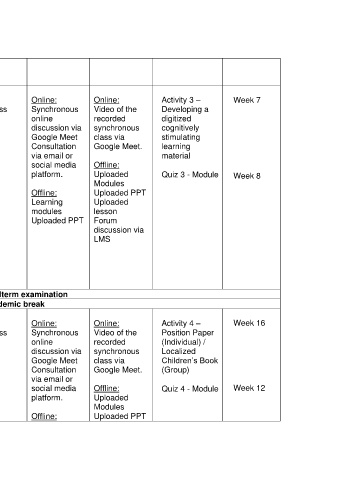 ss
Online:
Synchronous
online
discussion via
Google Meet
Consultation
via email or
social media
platform.
Offline:
Learning
modules
Uploaded PPT
Online:
Video of the
recorded
synchronous
class via
Google Meet.
Offline:
Uploaded
Modules
Uploaded PPT
Uploaded
lesson
Forum
discussion via
LMS
Activity 3 –
Developing a
digitized
cognitively
stimulating
learning
material
Quiz 3 - Module
Week 7
Week 8
lterm examination
demic break
ss
Online:
Synchronous
online
discussion via
Google Meet
Consultation
via email or
social media
platform.
Offline:
Online:
Video of the
recorded
synchronous
class via
Google Meet.
Offline:
Uploaded
Modules
Uploaded PPT
Activity 4 –
Position Paper
(Individual) /
Localized
Children's Book
(Group)
Quiz 4 - Module
Week 16
Week 12